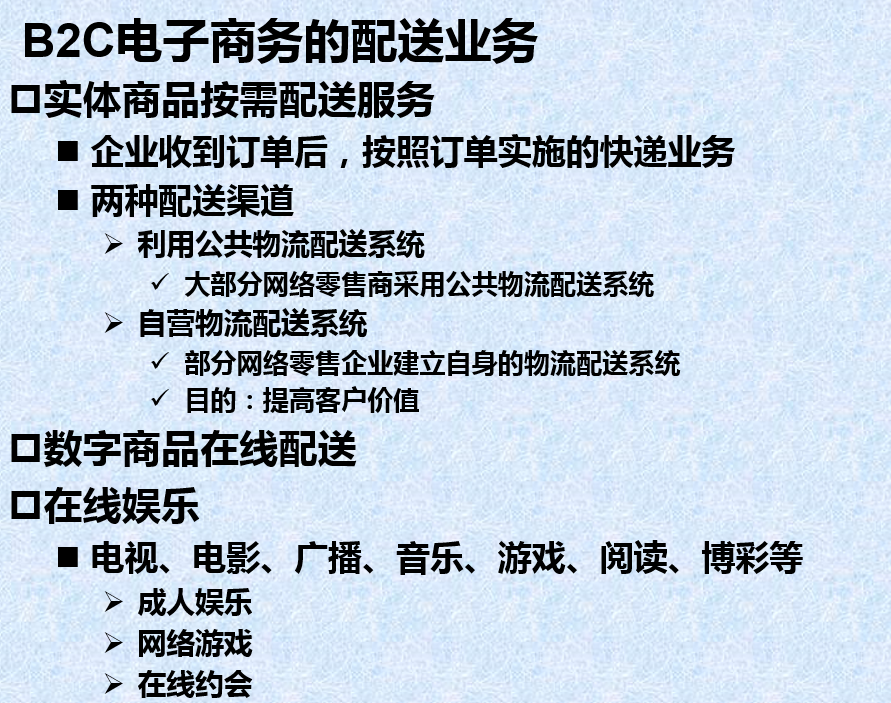 B2C电子商务的配送业务
实体商品按需配送服务
企业收到订单后，按照订单实施的快递业务
两种配送渠道
利用公共物流配送系统
大部分网络零售商采用公共物流配送系统
自营物流配送系统
部分网络零售企业建立自身的物流配送系统
目的：提高客户价值
数字商品在线配送
在线娱乐
电视、电影、广播、音乐、游戏、阅读、博彩等
成人娱乐
网络游戏
在线约会